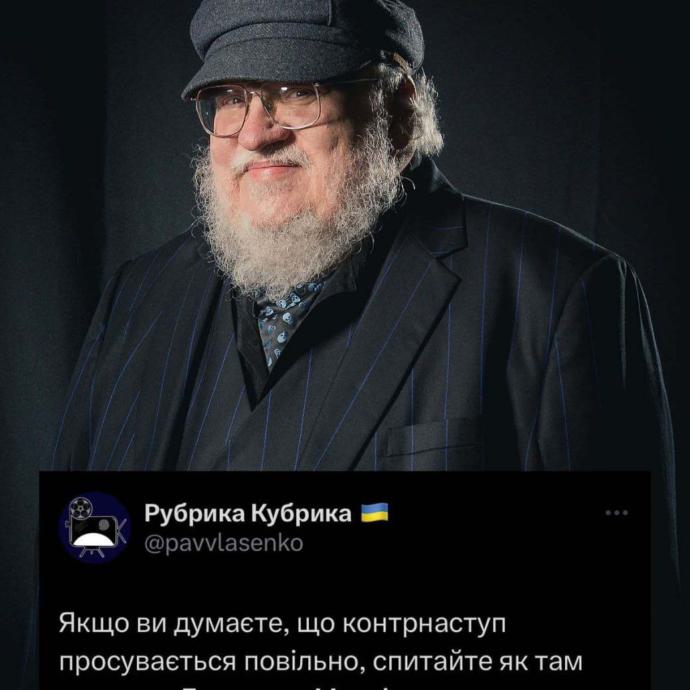 Рубрика Кубрика 🇺🇦
@pavvlasenko
Якщо ви думаєте, що контрнаступ
просувається повільно, спитайте як там